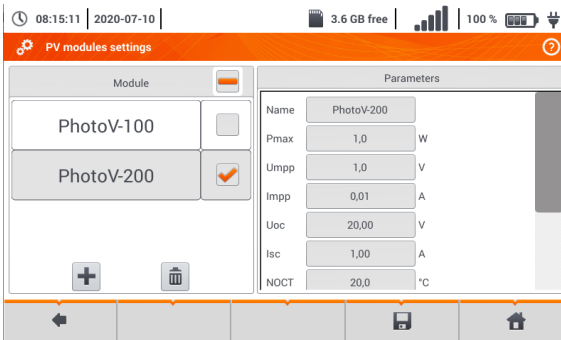 08:15:11 2020-07-10 3.6 GB free 100 %
PV modules settings ?
Module
PhotoV-100
PhotoV-200
Parameters
Name PhotoV-200
Pmax 1,0 W
Umpp 1,0 V
Impp 0,01 A
Uoc 20,00 V
Isc 1,00 A
NOCT 20,0 °C